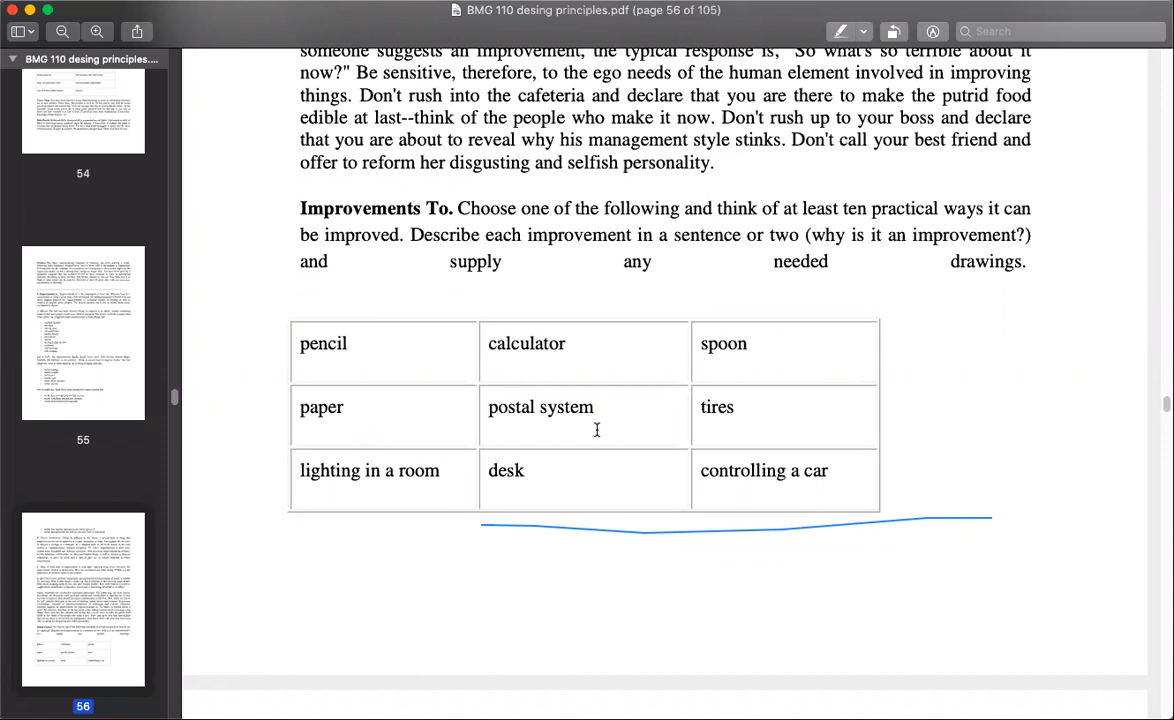 BMG 110 desing principles.pdf (page 56 of 105)
Search
BMG 110 desing principles....
54
55
56
someone suggests an improvement, the typical response is, "So what's so terrible about it
now?" Be sensitive, therefore, to the ego needs of the human element involved in improving
things. Don't rush into the cafeteria and declare that you are there to make the putrid food
edible at last--think of the people who make it now. Don't rush up to your boss and declare
that you are about to reveal why his management style stinks. Don't call your best friend and
offer to reform her disgusting and selfish personality.
Improvements To. Choose one of the following and think of at least ten practical ways it can
be improved. Describe each improvement in a sentence or two (why is it an improvement?)
and supply any needed drawings.
pencil calculator spoon
paper postal system tires
lighting in a room desk controlling a car